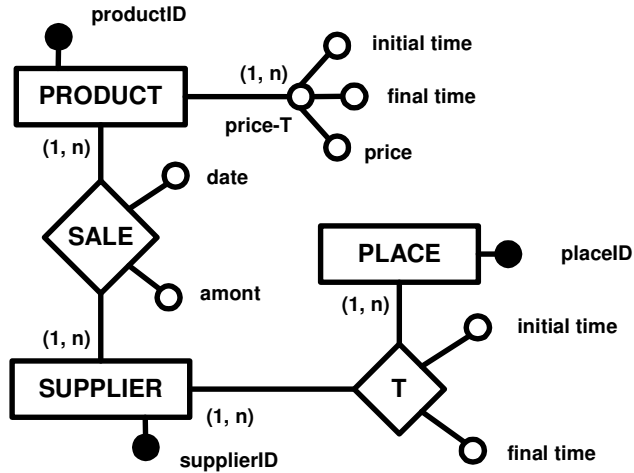 productID
initial time
(1, n)
PRODUCT
final time
price-T
(1, n)
price
date
SALE
PLACE
placeID
amont
(1, n)
initial time
(1, n)
SUPPLIER
T
(1, n)
supplierID
final time